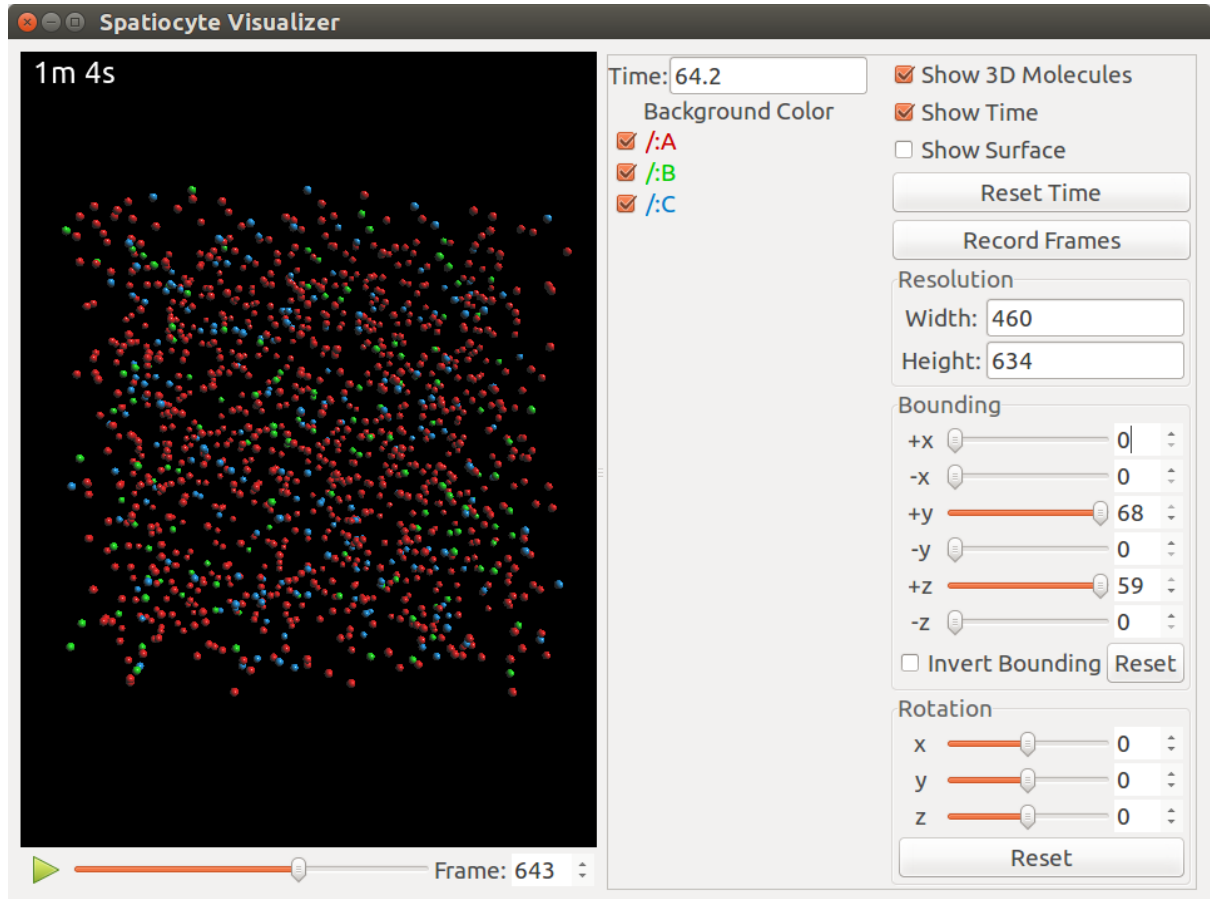 Spatiocyte Visualizer
1m 4s
Time: 64.2
Background Color
/:A
/:B
/:C
Show 3D Molecules
Show Time
Show Surface
Reset Time
Record Frames
Resolution
Width: 460
Height: 634
Bounding
+x 0
-x 0
+y 68
-y 0
+z 59
-z 0
Invert Bounding Reset
Rotation
x 0
y 0
z 0
Reset
Frame: 643